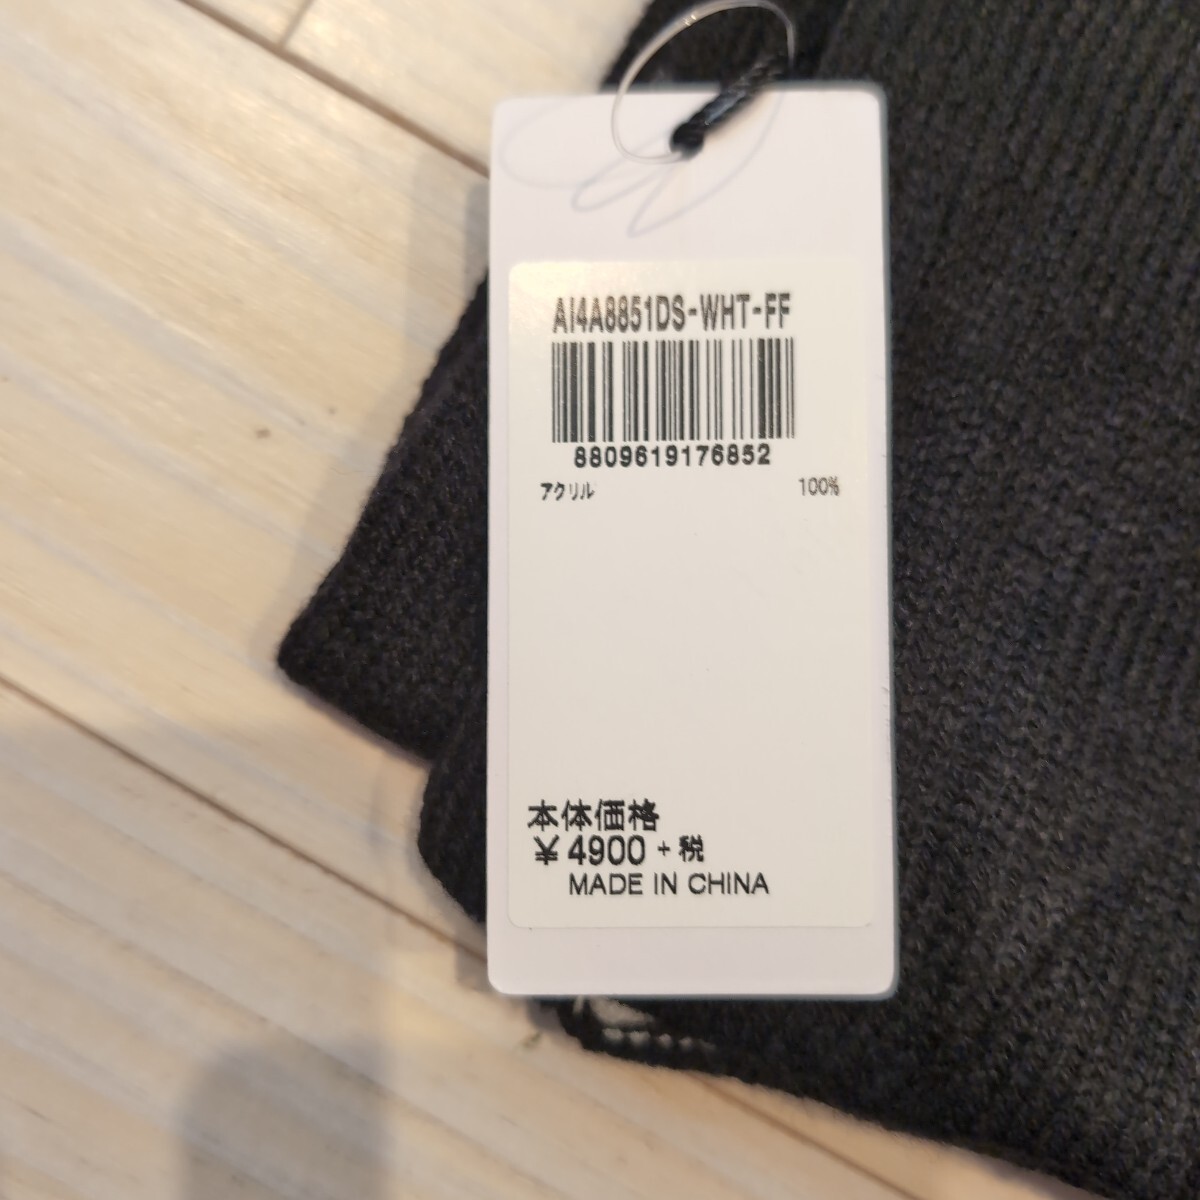 AI4A8851DS-WHT-FF
8809619176852
アクリル 100%
本体価格
¥4900+税
MADE IN CHINA